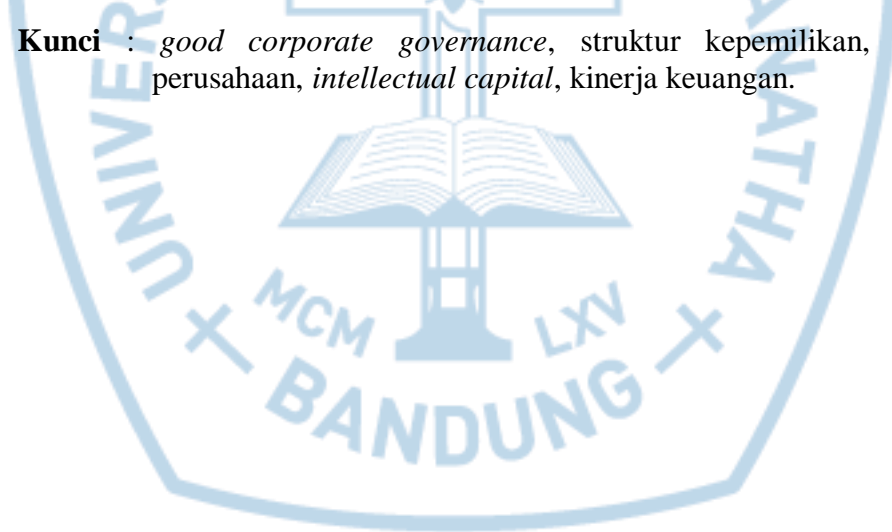 Kunci : good corporate governance, struktur kepemilikan,
perusahaan, intellectual capital, kinerja keuangan.
MCM LXV
BANDUNG